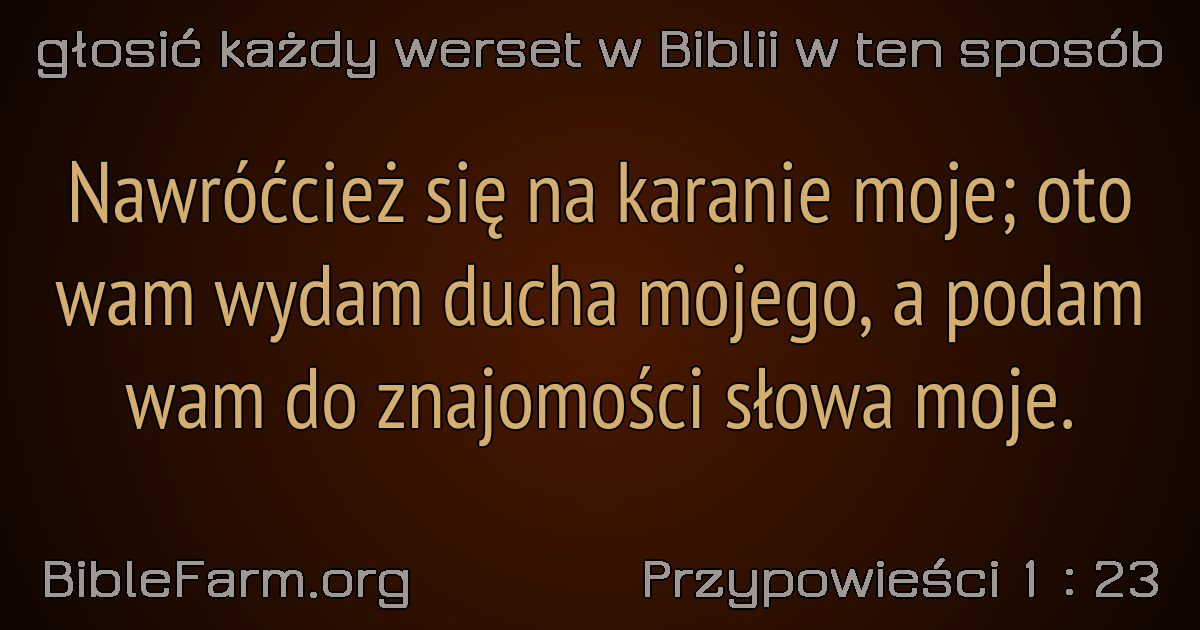 głosić każdy werset w Biblii w ten sposób
Nawróćcież się na karanie moje; oto
wam wydam ducha mojego, a podam
wam do znajomości słowa moje.
BibleFarm.org
Przypowieści 1 : 23